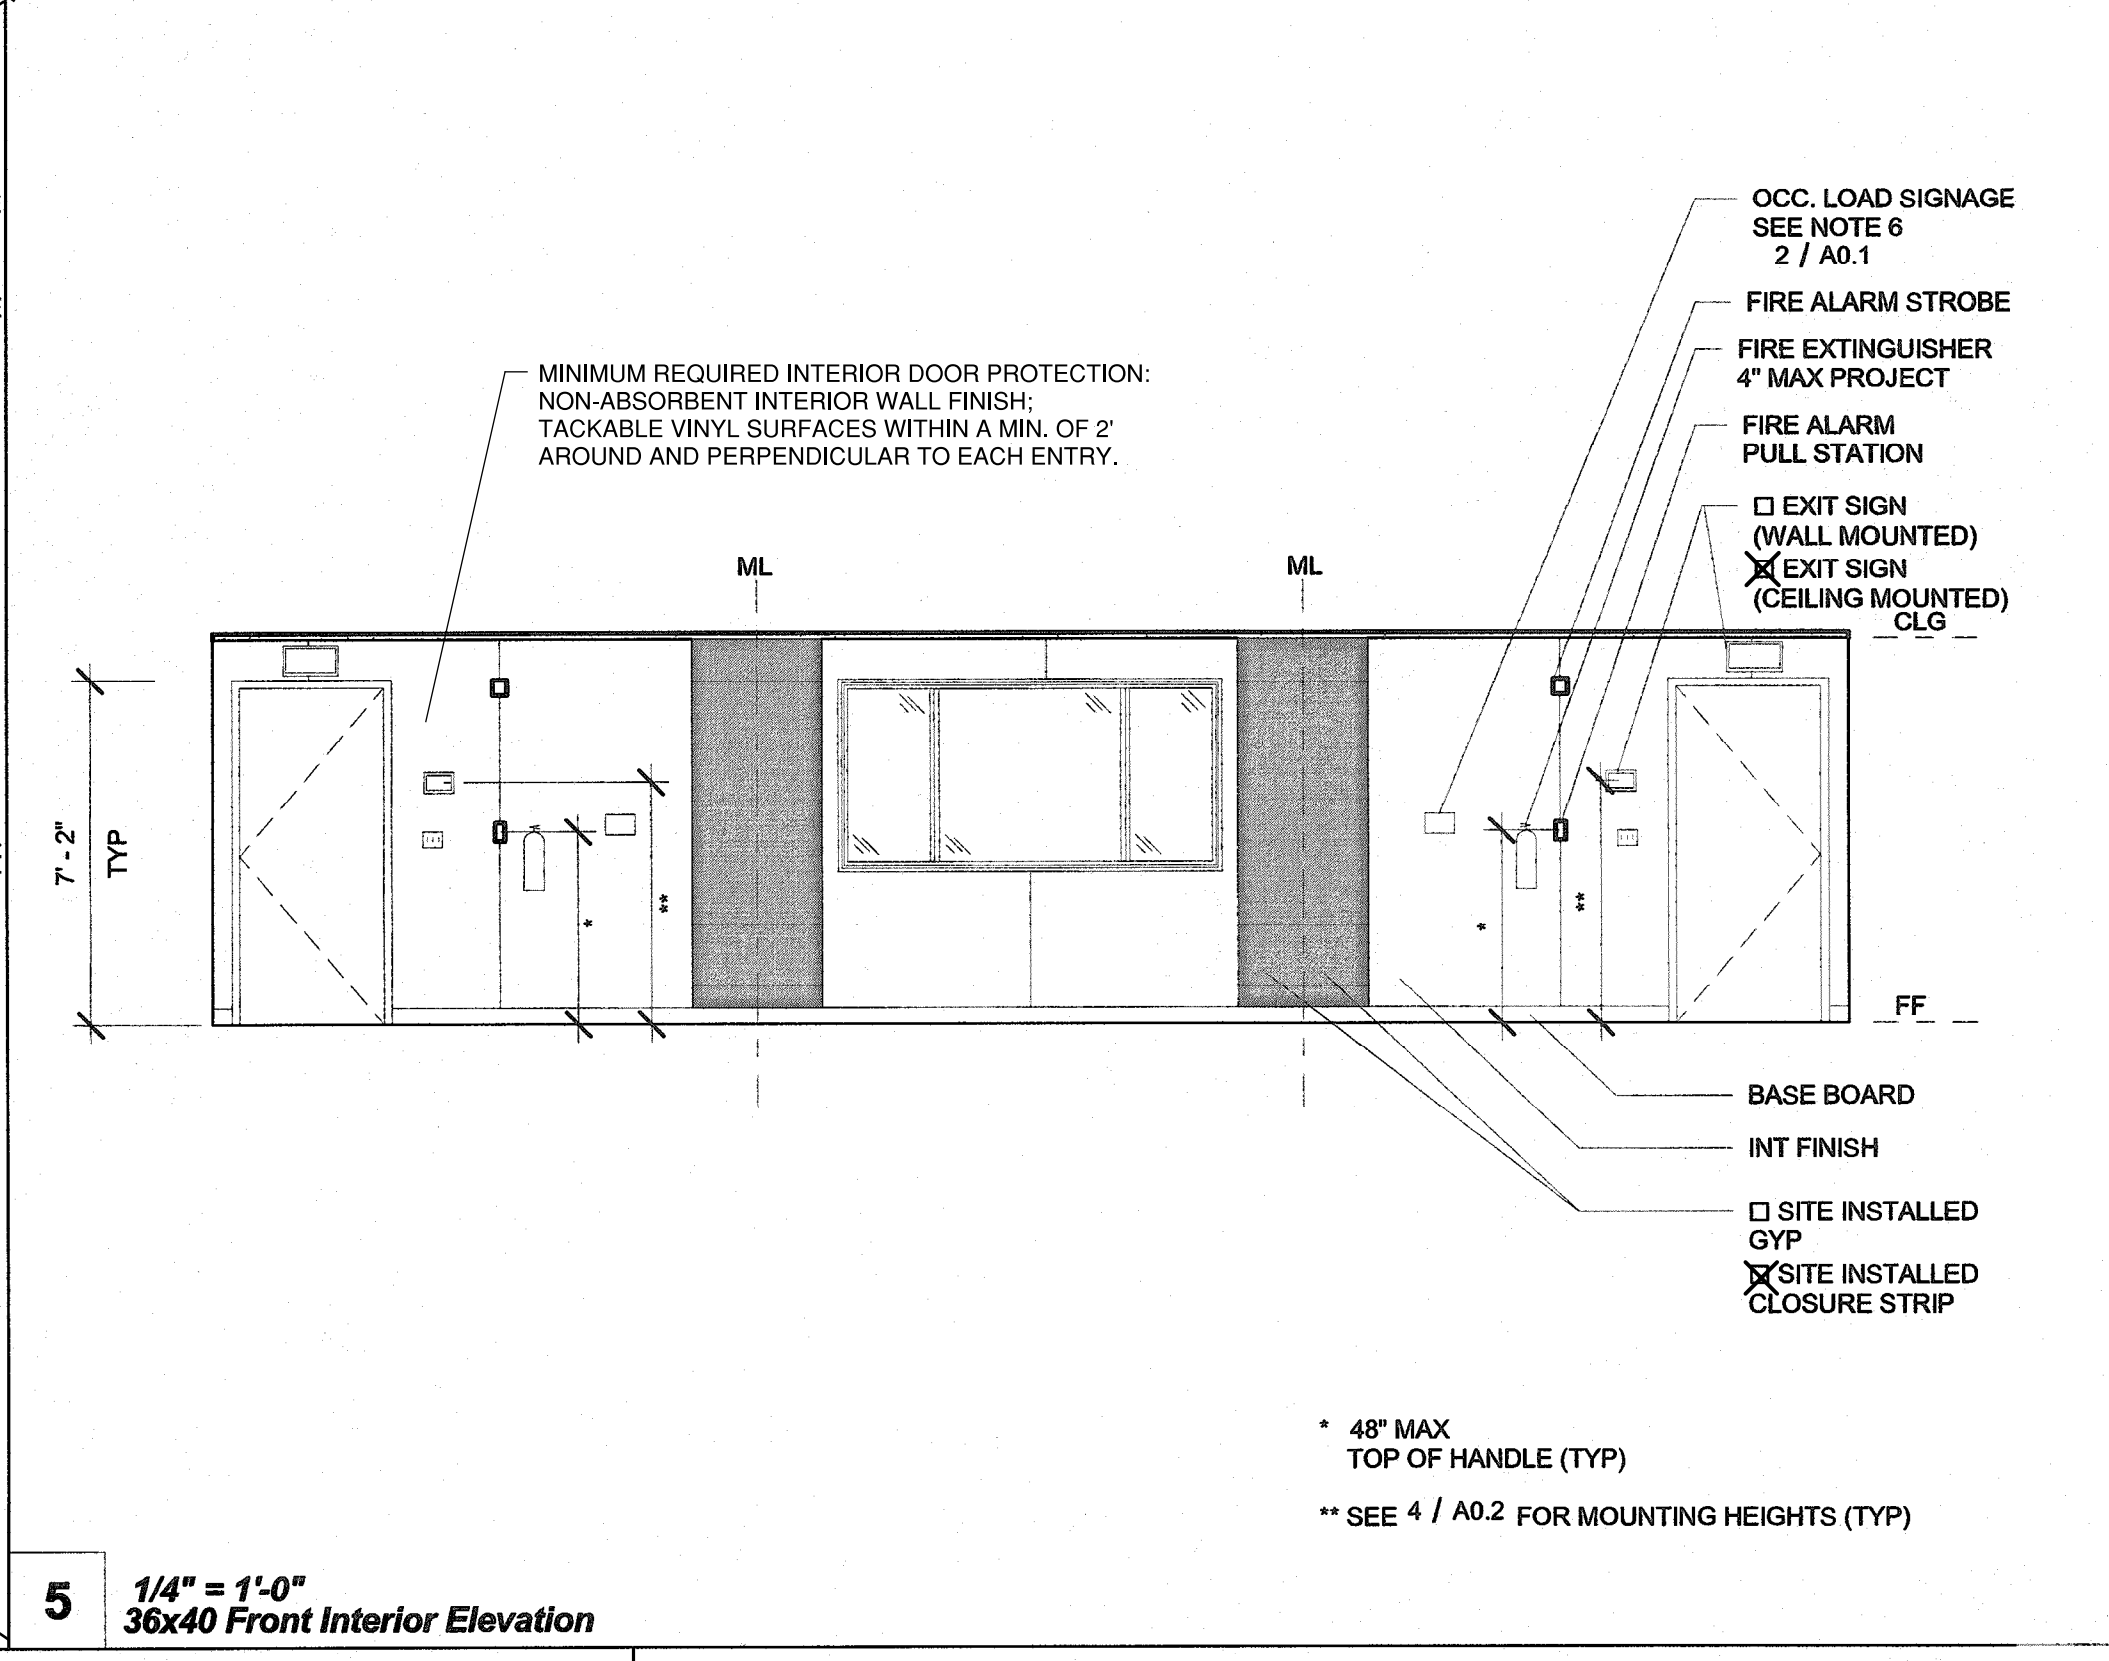 OCC. LOAD SIGNAGE
SEE NOTE 6
2 / A0.1
FIRE ALARM STROBE
FIRE EXTINGUISHER
4" MAX PROJECT
FIRE ALARM
PULL STATION
EXIT SIGN
(WALL MOUNTED)
EXIT SIGN
(CEILING MOUNTED)
CLG
MINIMUM REQUIRED INTERIOR DOOR PROTECTION:
NON-ABSORBENT INTERIOR WALL FINISH;
TACKABLE VINYL SURFACES WITHIN A MIN. OF 2'
AROUND AND PERPENDICULAR TO EACH ENTRY.
ML
ML
7' - 2"
TYP
**
*
*
**
FF
BASE BOARD
INT FINISH
SITE INSTALLED
GYP
SITE INSTALLED
CLOSURE STRIP
* 48" MAX
TOP OF HANDLE (TYP)
** SEE 4 / A0.2 FOR MOUNTING HEIGHTS (TYP)
5
1/4" = 1'-0"
36x40 Front Interior Elevation